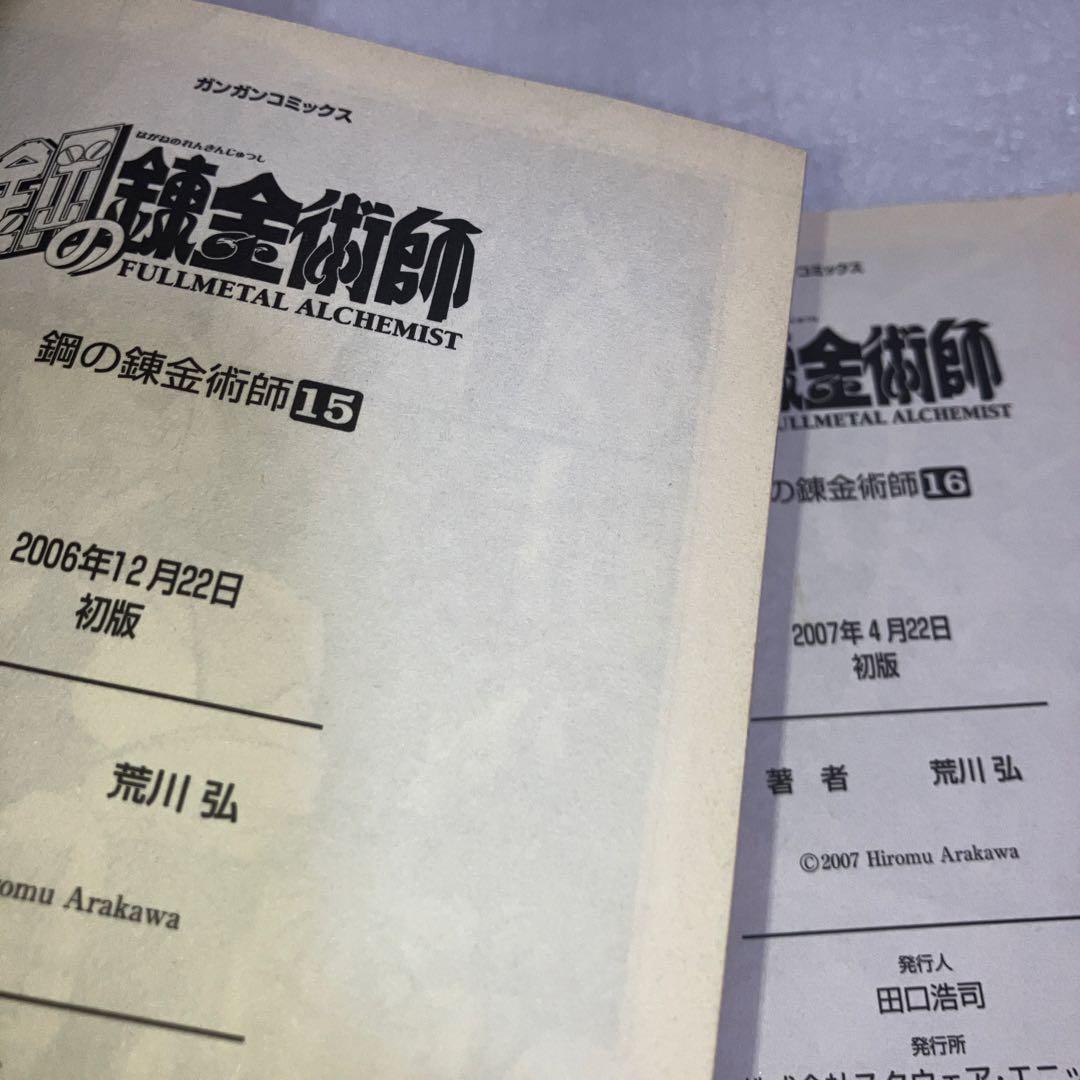 ガンガンコミックス
はがねのれんきんじゅつし
鋼の錬金術師
FULLMETAL ALCHEMIST
鋼の錬金術師15
2006年12月22日
初版
荒川 弘
Arakawa
コミックス
金術師
ALCHEMIST
の錬金術師16
2007年4月22日
初版
著 者 荒川 弘
©2007 Hiromu Arakawa
発行人
田口浩司
発行所